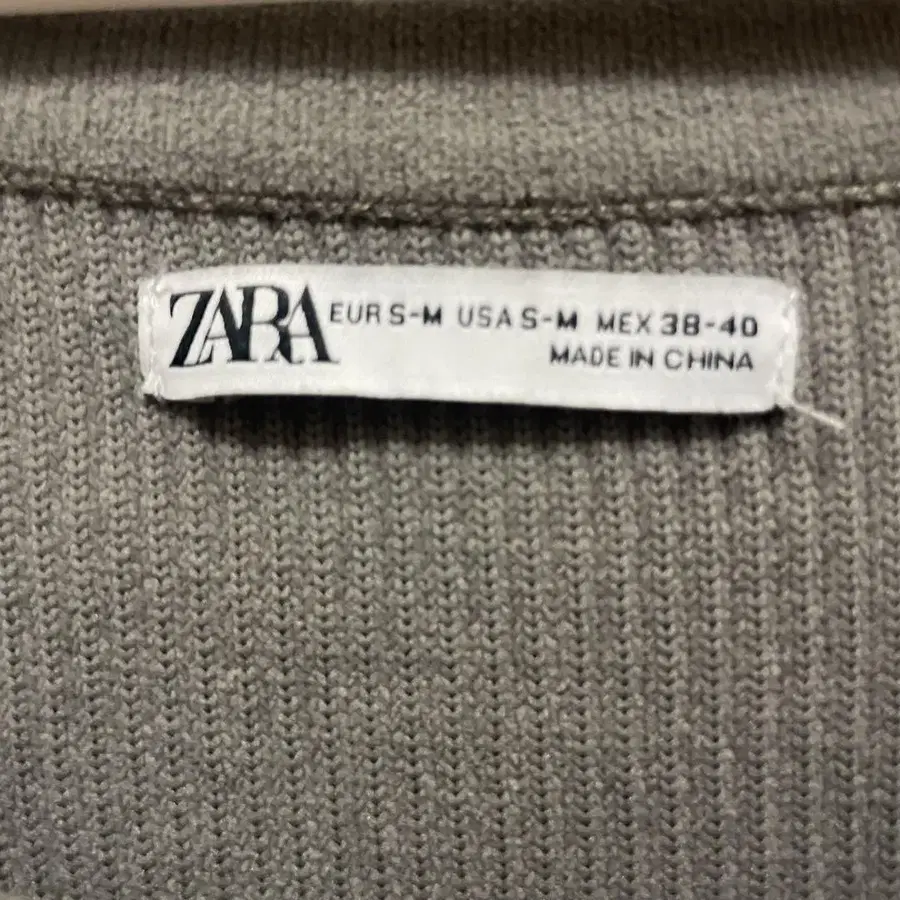 ZARA EUR S-M USA S-M MEX 38-40
MADE IN CHINA